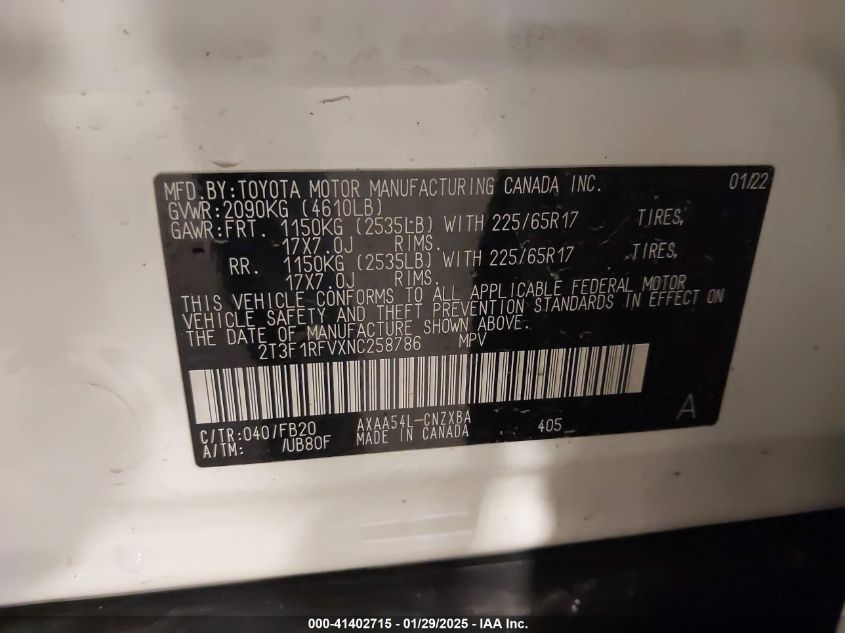 MFD.BY:TOYOTA MOTOR MANUFACTURING CANADA INC. 01/22
GVWR:2090KG (4610LB)
GAWR:FRT. 1150KG (2535LB) WITH 225/65R17 TIRES,
17X7.0J RIMS.
RR. 1150KG (2535LB) WITH 225/65R17 TIRES,
17X7.0J RIMS.
THIS VEHICLE CONFORMS TO ALL APPLICABLE FEDERAL MOTOR
VEHICLE SAFETY AND THEFT PREVENTION STANDARDS IN EFFECT ON
THE DATE OF MANUFACTURE SHOWN ABOVE.
2T3F1RFVXNC258786 MPV
A
C/TR:040/FB20 AXAA54L-CNZXBA 405
A/TM: /UB80F MADE IN CANADA
000-41402715 - 01/29/2025 - IAA Inc.